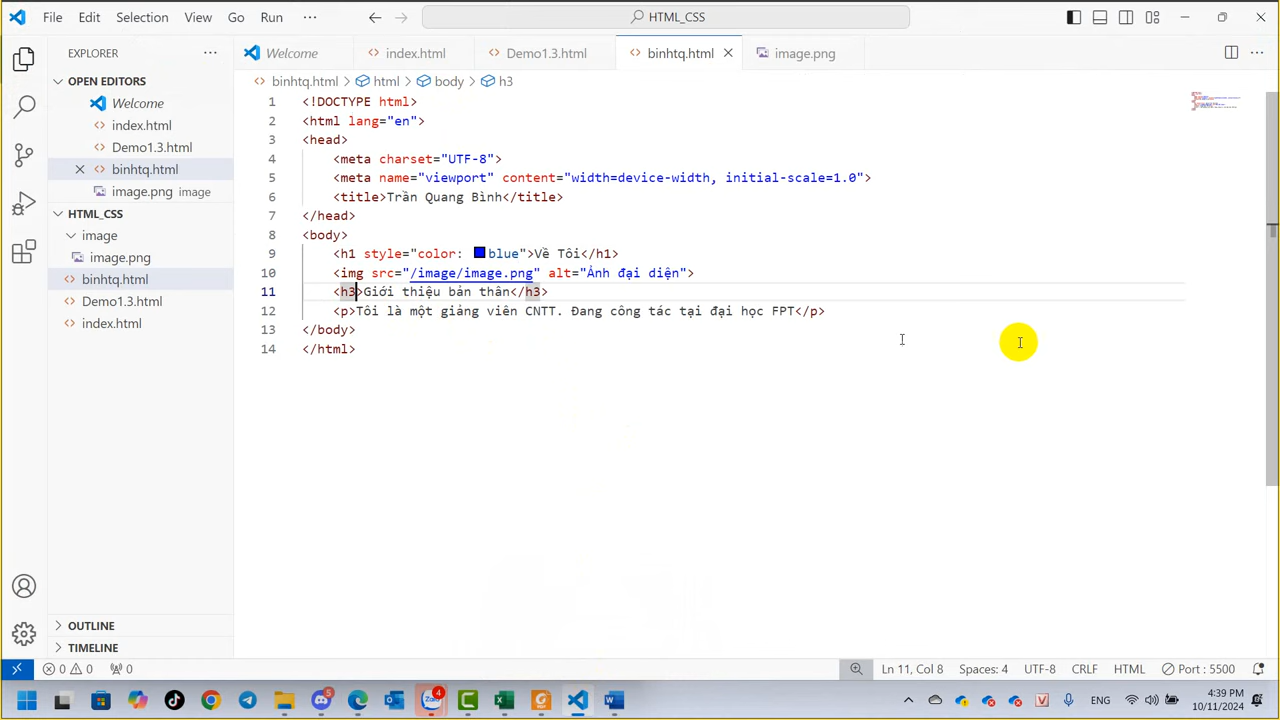 File Edit Selection View Go Run ··· HTML_CSS
EXPLORER ···
Welcome index.html Demo1.3.html binhtq.html image.png
OPEN EDITORS
Welcome
index.html
Demo1.3.html
binhtq.html
image.png image
HTML_CSS
image
image.png
binhtq.html
Demo1.3.html
index.html
OUTLINE
TIMELINE
binhtq.html > html > body > h3
1 <!DOCTYPE html>
2 <html lang="en">
3 <head>
4 <meta charset="UTF-8">
5 <meta name="viewport" content="width=device-width, initial-scale=1.0">
6 <title>Trần Quang Bình</title>
7 </head>
8 <body>
9 <h1 style="color: blue">Về Tôi</h1>
10 <img src="/image/image.png" alt="Ảnh đại diện">
11 <h3>Giới thiệu bản thân</h3>
12 <p>Tôi là một giảng viên CNTT. Đang công tác tại đại học FPT</p>
13 </body>
14 </html>
0 0 0 Ln 11, Col 8 Spaces: 4 UTF-8 CRLF HTML Port : 5500
5 Zalo 4 ENG 4:39 PM
10/11/2024